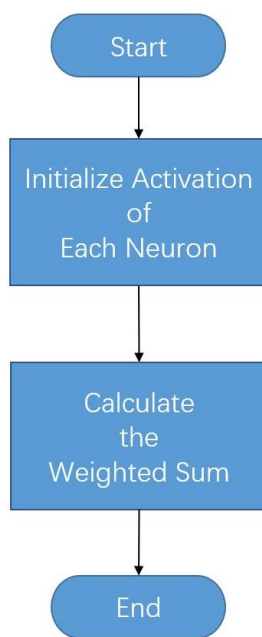 Start
Initialize Activation
of
Each Neuron
Calculate
the
Weighted Sum
End